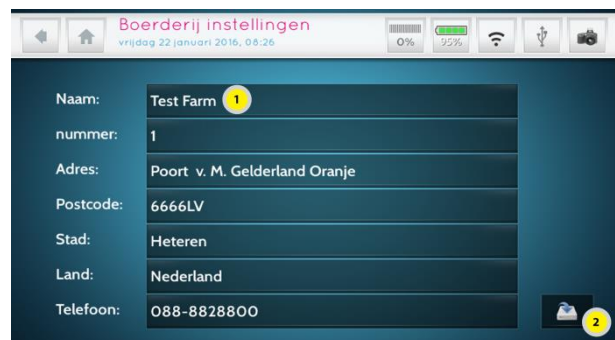 Boerderij instellingen
vrijdag 22 januari 2016, 08:26
0%
95%
Naam: Test Farm 1
nummer: 1
Adres: Poort v. M. Gelderland Oranje
Postcode: 6666LV
Stad: Heteren
Land: Nederland
Telefoon: 088-8828800
2